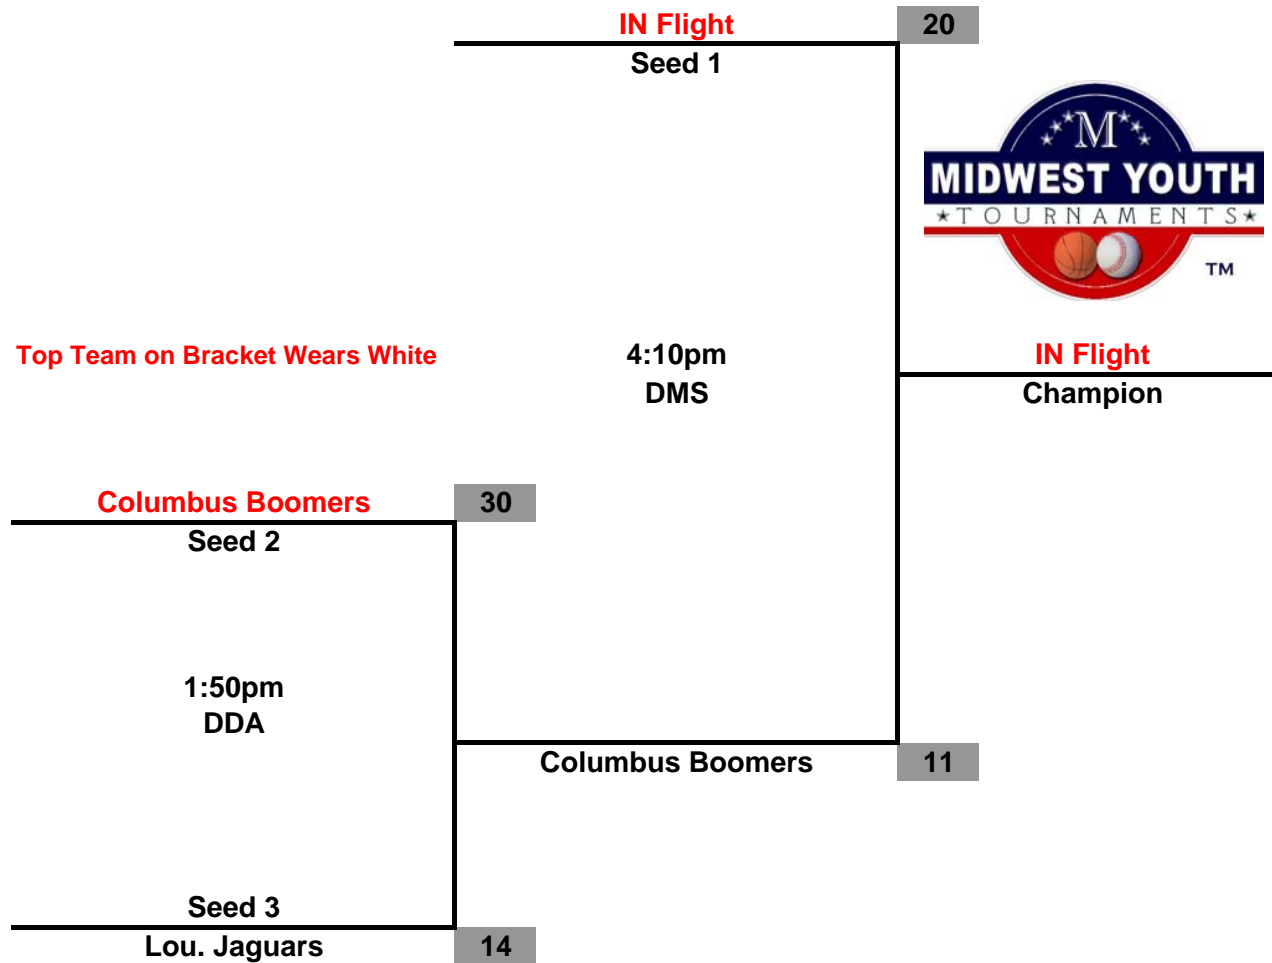 IN Flight 20
Seed 1
M
MIDWEST YOUTH
★TOURNAMENTS★
TM
Top Team on Bracket Wears White 4:10pm IN Flight
DMS Champion
Columbus Boomers 30
Seed 2
1:50pm
DDA
Columbus Boomers 11
Seed 3
Lou. Jaguars 14